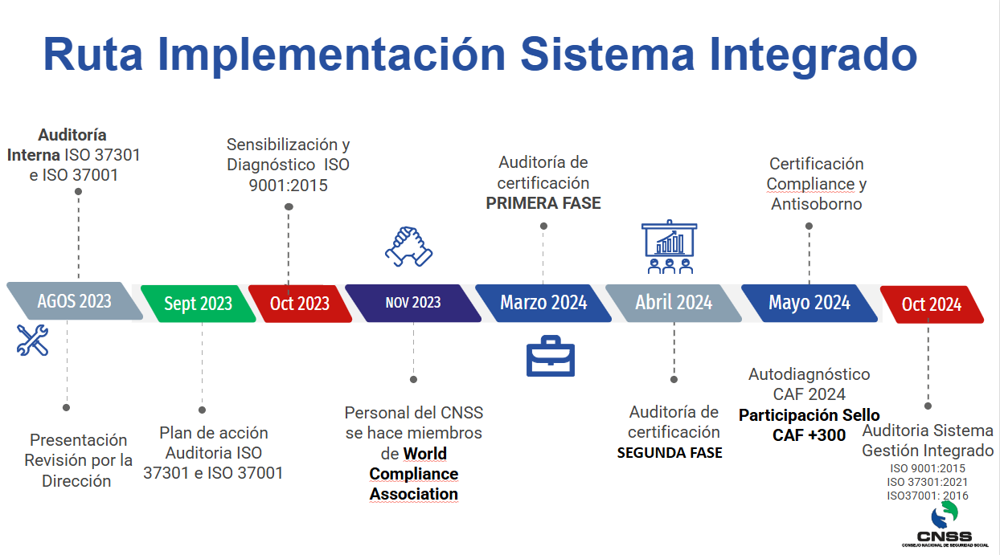 Ruta Implementación Sistema Integrado
Auditoría
Interna ISO 37301
e ISO 37001
Sensibilización y
Diagnóstico ISO
9001:2015
Auditoría de
certificación
PRIMERA FASE
Certificación
Compliance y
Antisoborno
AGOS 2023
Sept 2023
Oct 2023
NOV 2023
Marzo 2024
Abril 2024
Mayo 2024
Oct 2024
Presentación
Revisión por la
Dirección
Plan de acción
Auditoria ISO
37301 e ISO 37001
Personal del CNSS
se hace miembros
de World
Compliance
Association
Auditoría de
certificación
SEGUNDA FASE
Autodiagnóstico
CAF 2024
Participación Sello
CAF +300
Auditoria Sistema
Gestión Integrado
ISO 9001:2015
ISO 37301:2021
ISO37001: 2016
CNSS
CONSEJO NACIONAL DE SEGURIDAD SOCIAL